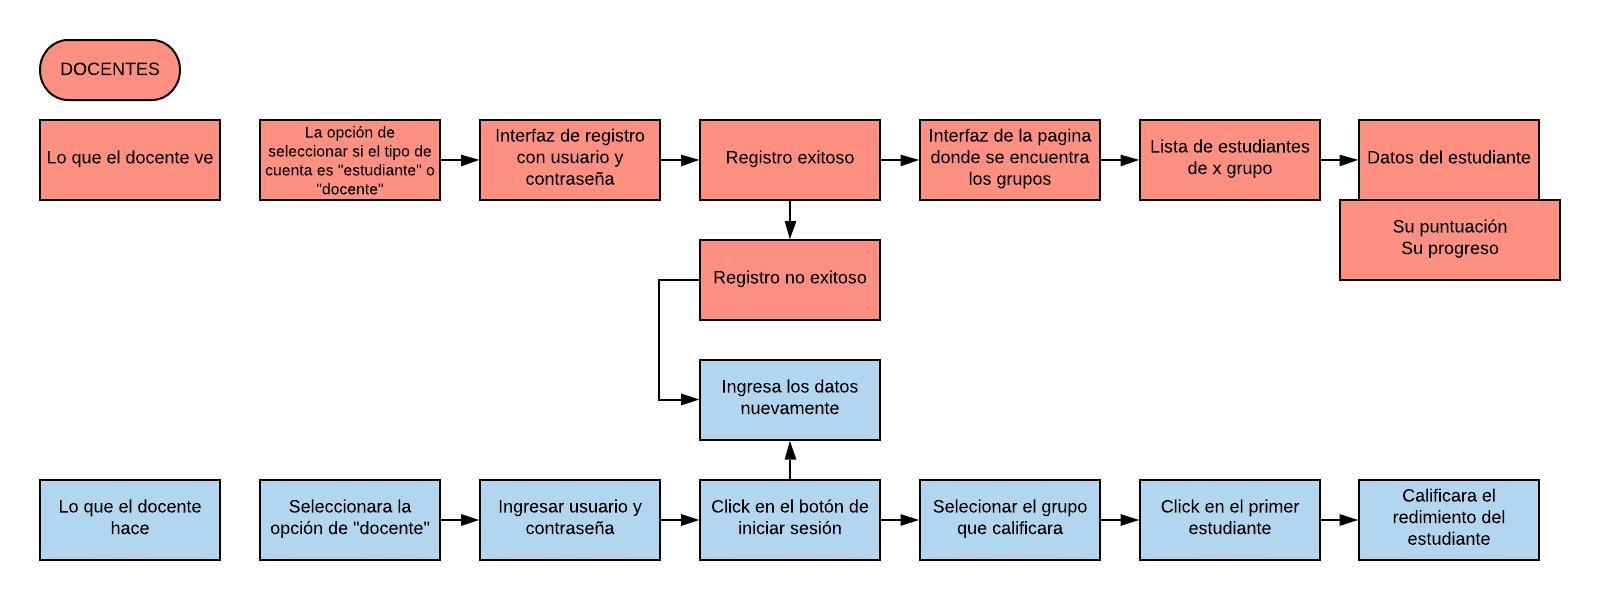 DOCENTES
Lo que el docente ve
La opción de
seleccionar si el tipo de
cuenta es "estudiante" o
"docente"
Interfaz de registro
con usuario y
contraseña
Registro exitoso
Interfaz de la pagina
donde se encuentra
los grupos
Lista de estudiantes
de x grupo
Datos del estudiante
Su puntuación
Su progreso
Registro no exitoso
Ingresa los datos
nuevamente
Lo que el docente
hace
Seleccionara la
opción de "docente"
Ingresar usuario y
contraseña
Click en el botón de
iniciar sesión
Selecionar el grupo
que calificara
Click en el primer
estudiante
Calificara el
redimiento del
estudiante